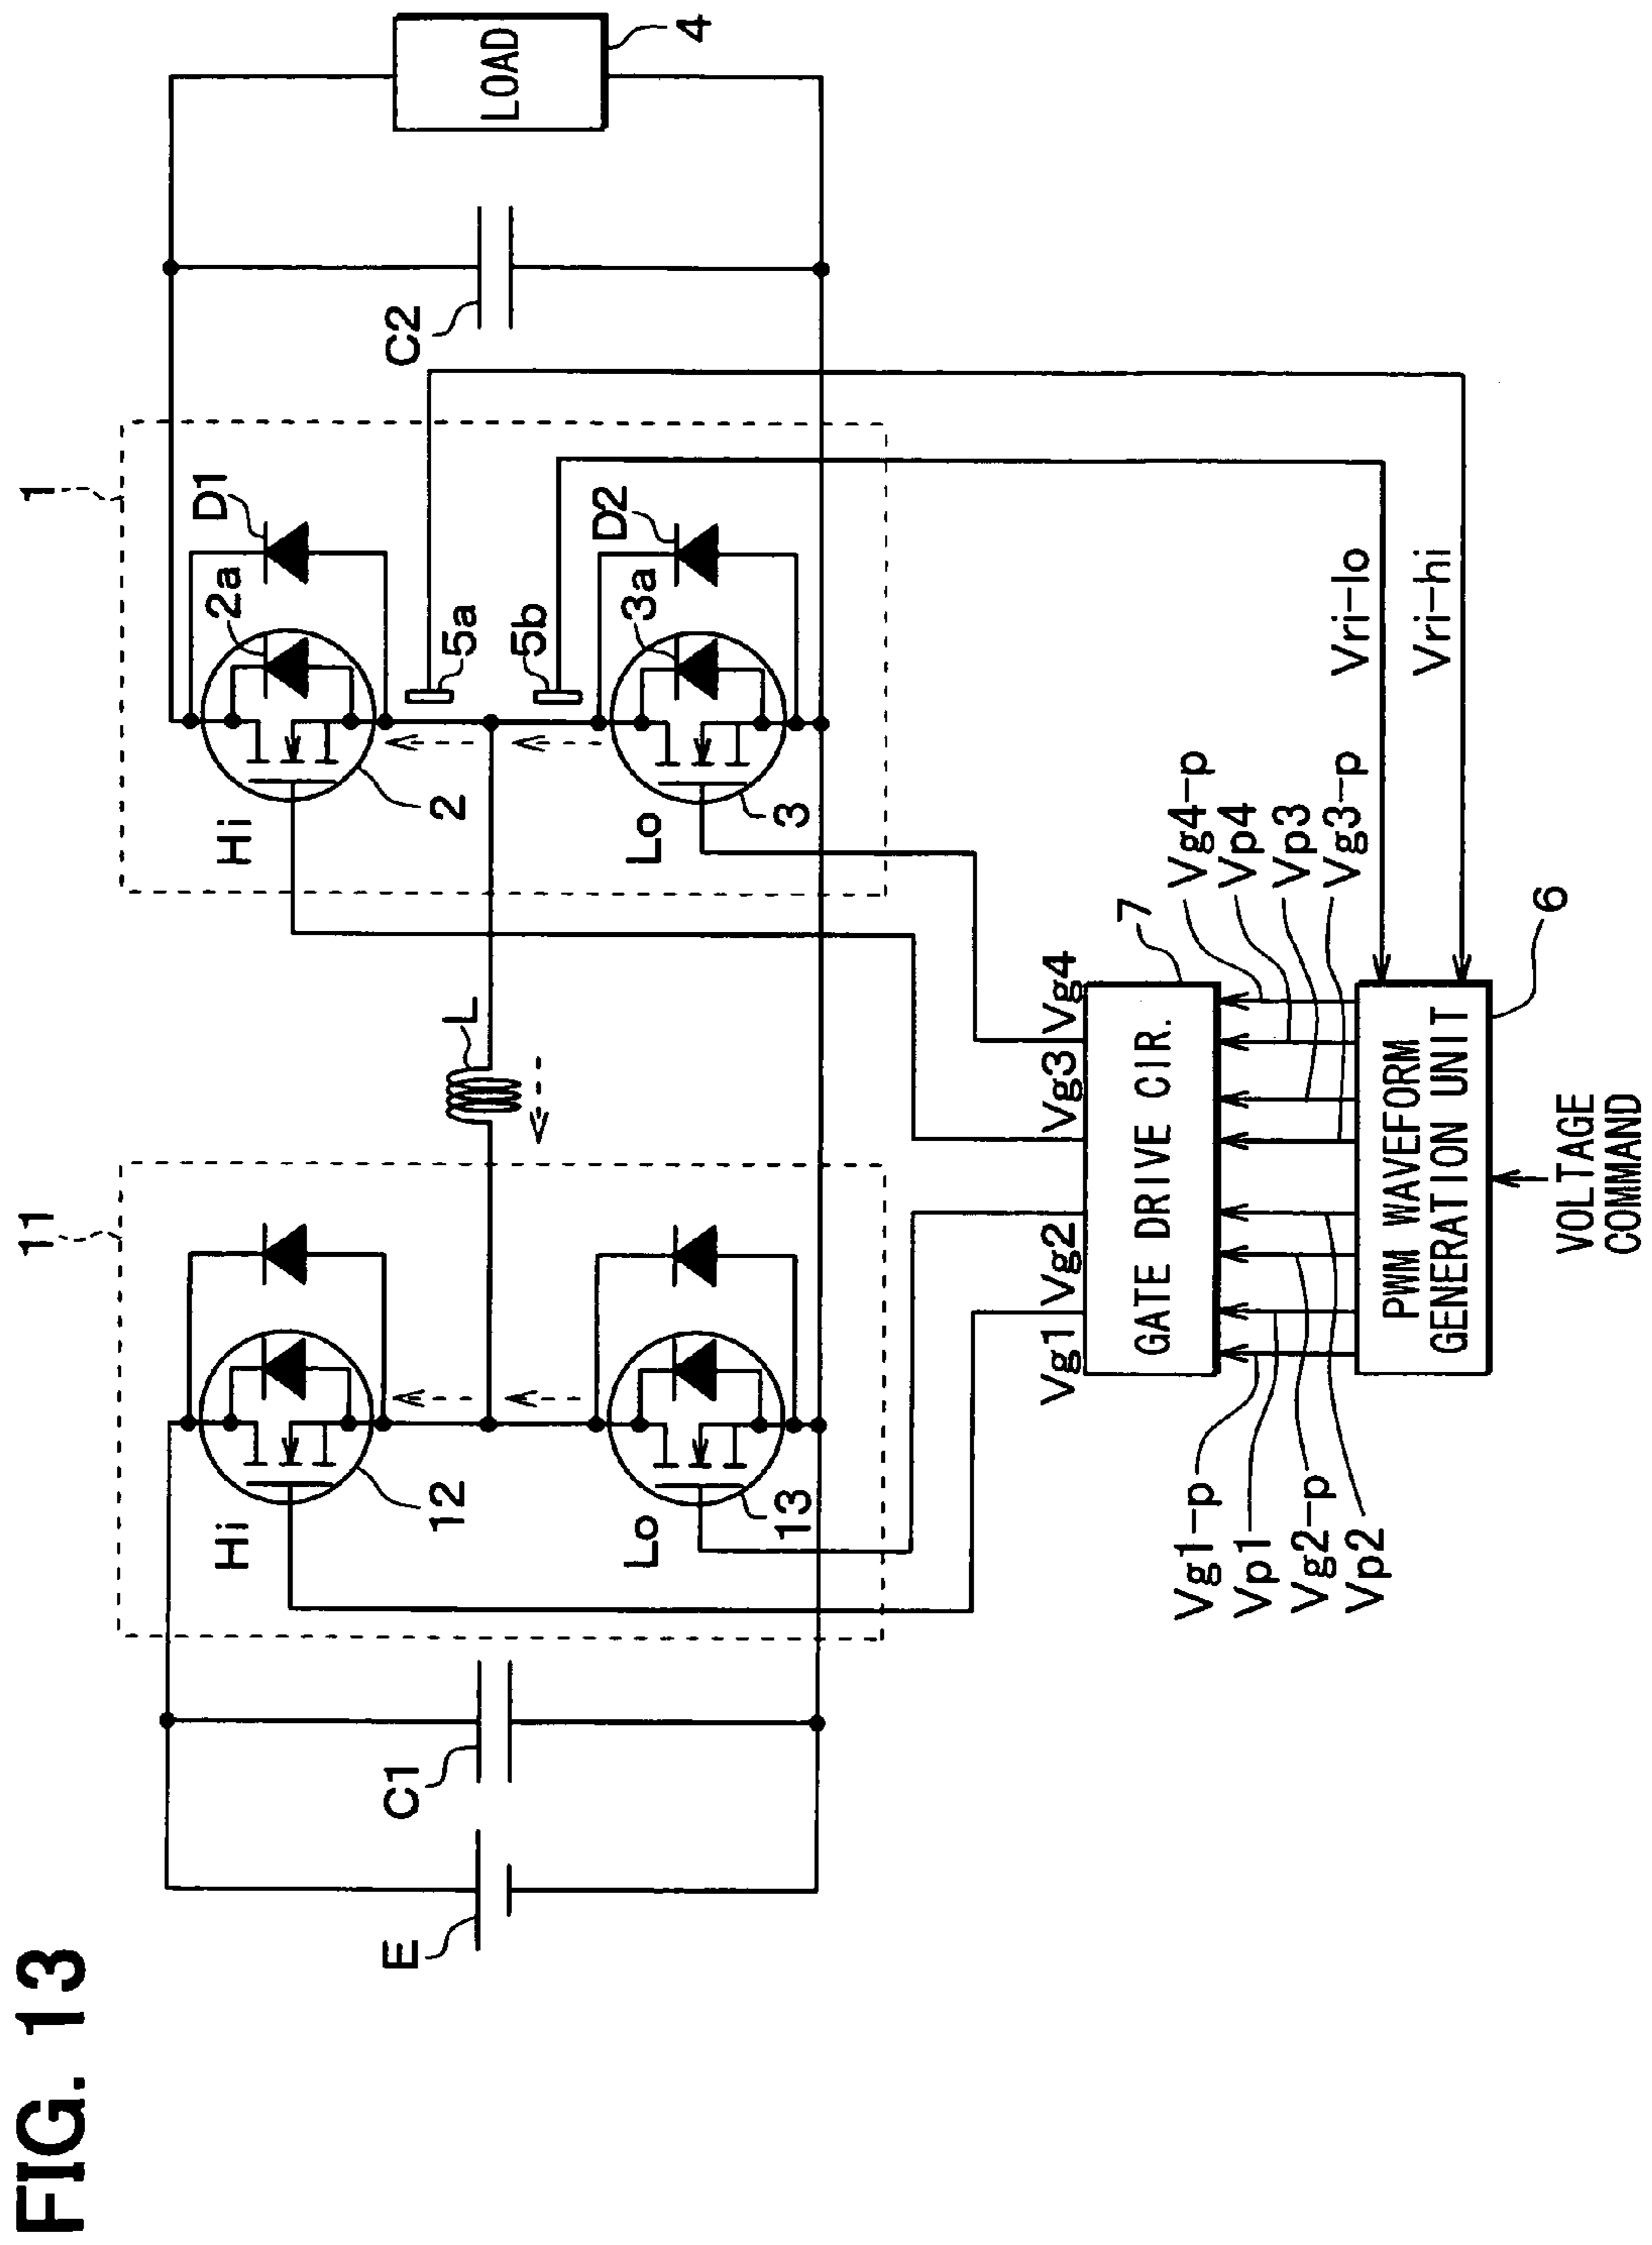 FIG. 13
11
1
Hi
12
Lo
13
E
C1
L
Hi
2
2a
D1
5a
5b
Lo
3
3a
D2
C2
LOAD
4
Vg1
Vg2
Vg3
Vg4
7
GATE DRIVE CIR.
Vg1-p
Vp1
Vg2-p
Vp2
Vg4-p
Vp4
Vp3
Vg3-p
Vri-lo
Vri-hi
PWM WAVEFORM
GENERATION UNIT
6
VOLTAGE
COMMAND